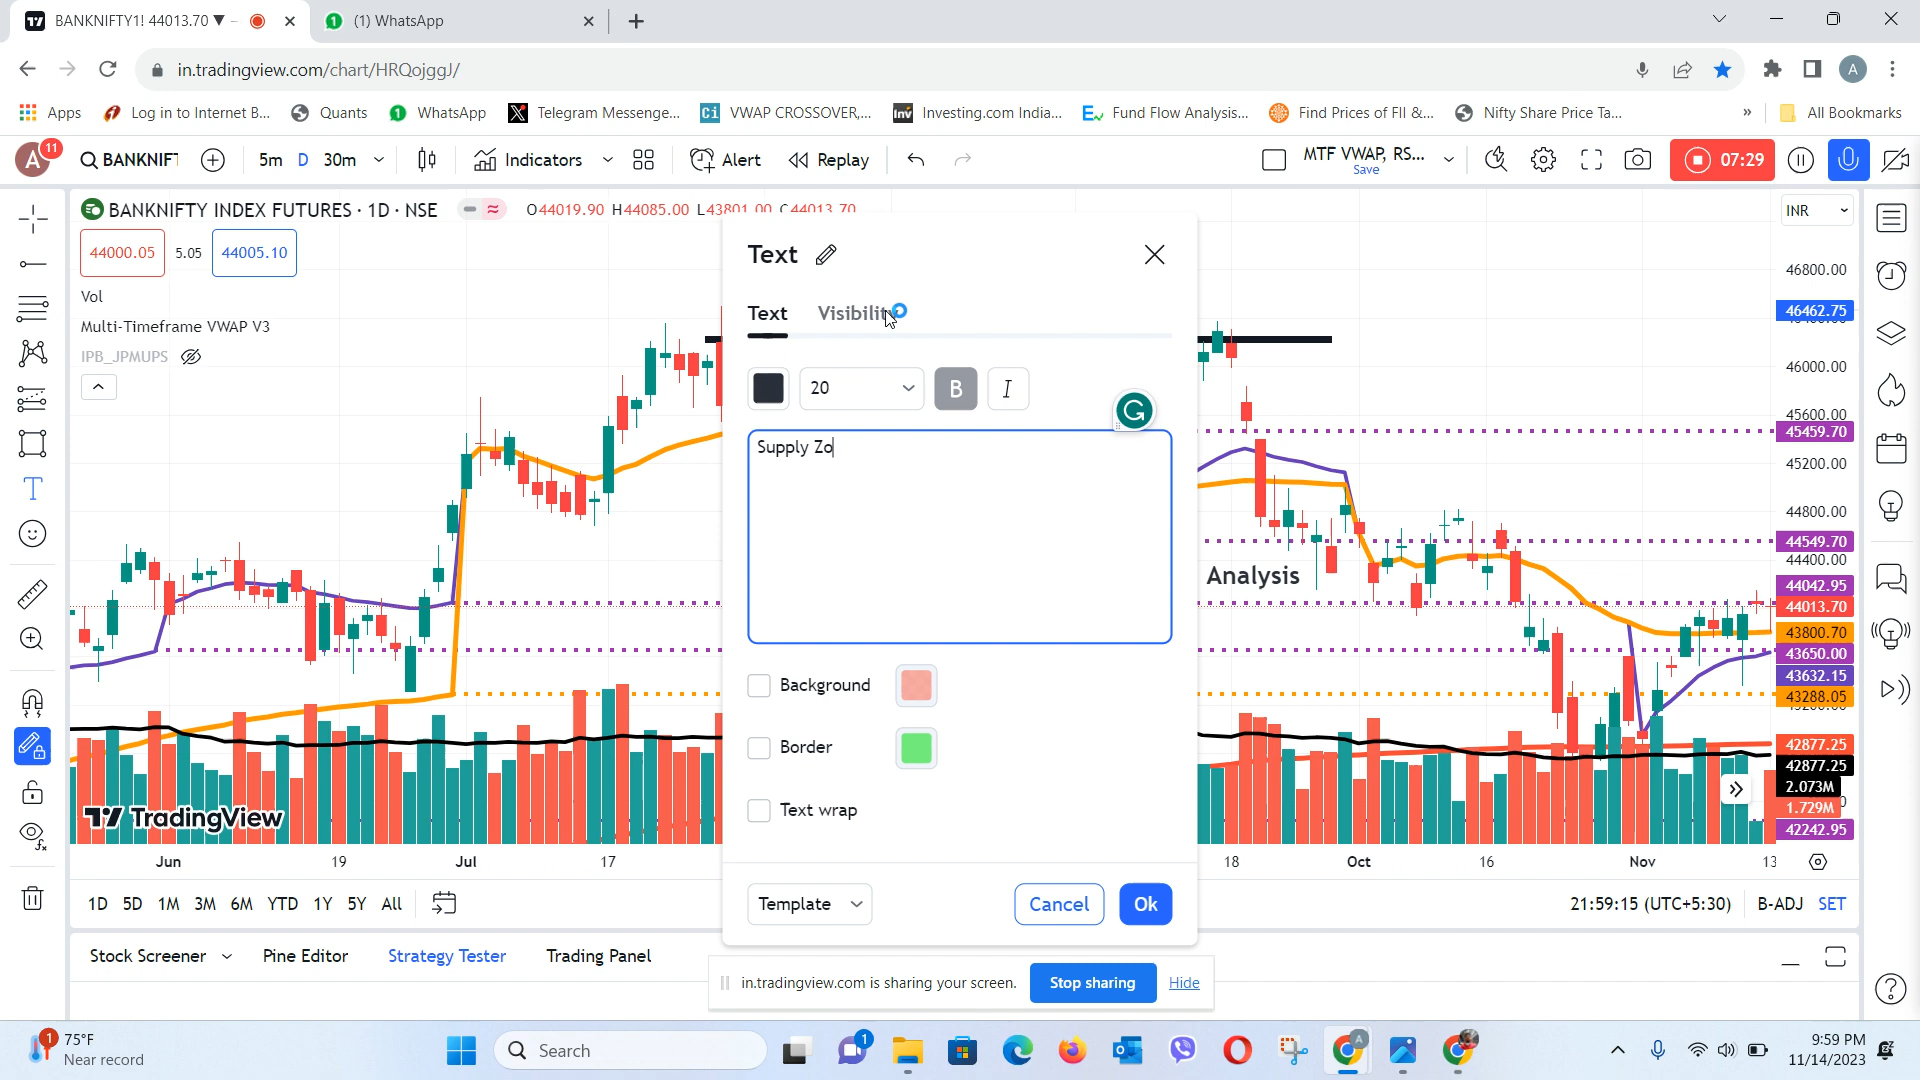 BANKNIFTY1! 44013.70 ▼ -
(1) WhatsApp
in.tradingview.com/chart/HRQojggJ/
Apps
Log in to Internet B...
Quants
WhatsApp
Telegram Messenge...
VWAP CROSSOVER,...
Investing.com India...
Fund Flow Analysis...
Find Prices of FII &...
Nifty Share Price Ta...
»
All Bookmarks
A
11
BANKNIF
5m
D
30m
Indicators
Alert
Replay
MTF VWAP, RS...
Save
07:29
BANKNIFTY INDEX FUTURES · 1D · NSE
O44019.90 H44085.00 L43801.00 C44013.70
INR
44000.05
5.05
44005.10
Vol
Multi-Timeframe VWAP V3
IPB_JPMUPS
Text
Text
Visibility
20
B
I
Supply Zo
Background
Border
Text wrap
Template
Cancel
Ok
Analysis
46800.00
46462.75
46000.00
45600.00
45459.70
45200.00
44800.00
44549.70
44400.00
44042.95
44013.70
43800.70
43650.00
43632.15
43288.05
42877.25
42877.25
2.073M
1.729M
42242.95
TradingView
Jun
19
Jul
17
18
Oct
16
Nov
13
1D
5D
1M
3M
6M
YTD
1Y
5Y
All
21:59:15 (UTC+5:30)
B-ADJ
SET
Stock Screener
Pine Editor
Strategy Tester
Trading Panel
in.tradingview.com is sharing your screen.
Stop sharing
Hide
1
75°F
Near record
Search
1
9:59 PM
11/14/2023